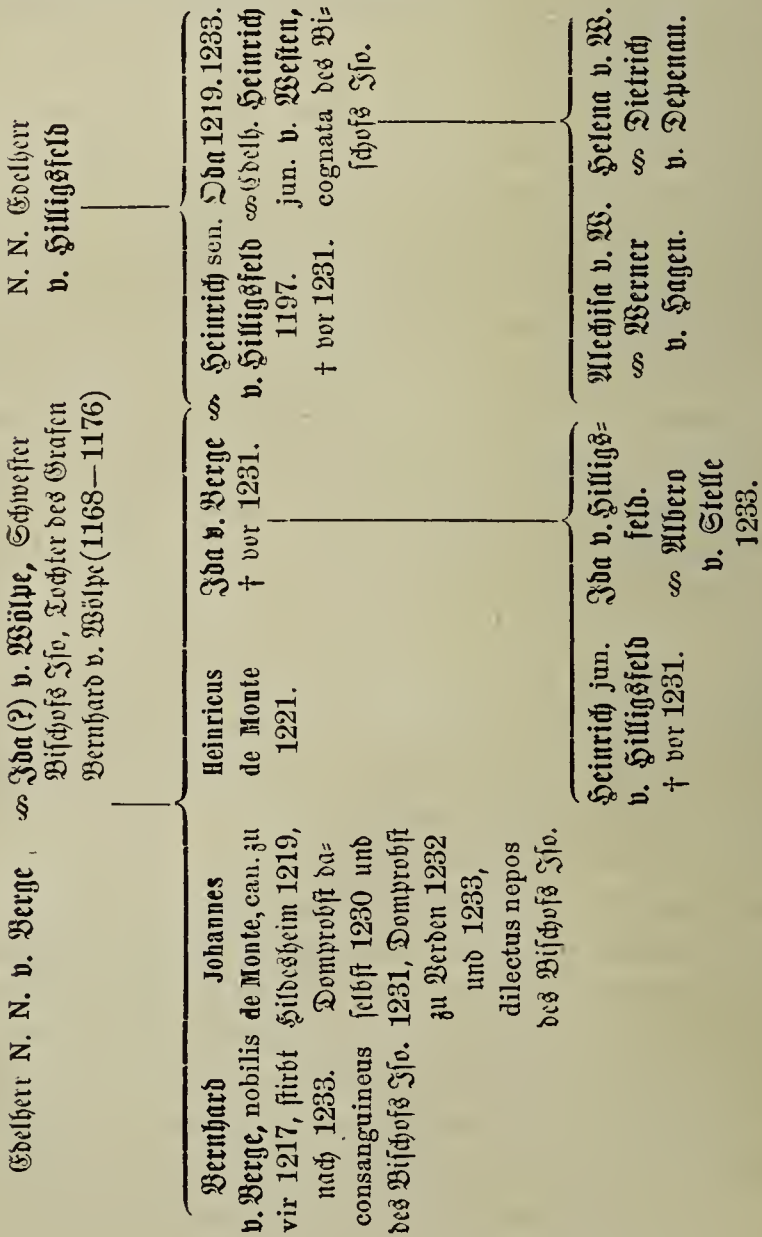 Edelherr N. N. v. Berge
∞ Ida(?) v. Wölpe, Schwester
Bischofs Iso, Tochter des Grafen
Bernhard v. Wölpe (1168—1176)
N. N. Edelherr
v. Hilligsfeld
Bernhard
v. Berge, nobilis
vir 1217, stirbt
nach 1233.
consanguineus
des Bischofs Iso.
Johannes
de Monte, can. zu
Hildesheim 1219,
Domprobst da=
selbst 1230 und
1231, Domprobst
zu Verden 1232
und 1233,
dilectus nepos
des Bischofs Iso.
Heinricus
de Monte
1221.
Ida v. Berge
† vor 1231.
∞
Heinrich sen.
v. Hilligsfeld
1197.
† vor 1231.
Oda 1219. 1233.
∞ Edelh. Heinrich
jun. v. Westen,
cognata des Bi=
schofs Iso.
Heinrich jun.
v. Hilligsfeld
† vor 1231.
Ida v. Hilligs=
feld.
∞ Albero
v. Stelle
1233.
Alechisa v. W.
∞ Werner
v. Hagen.
Helena v. W.
∞ Dietrich
v. Depenau.